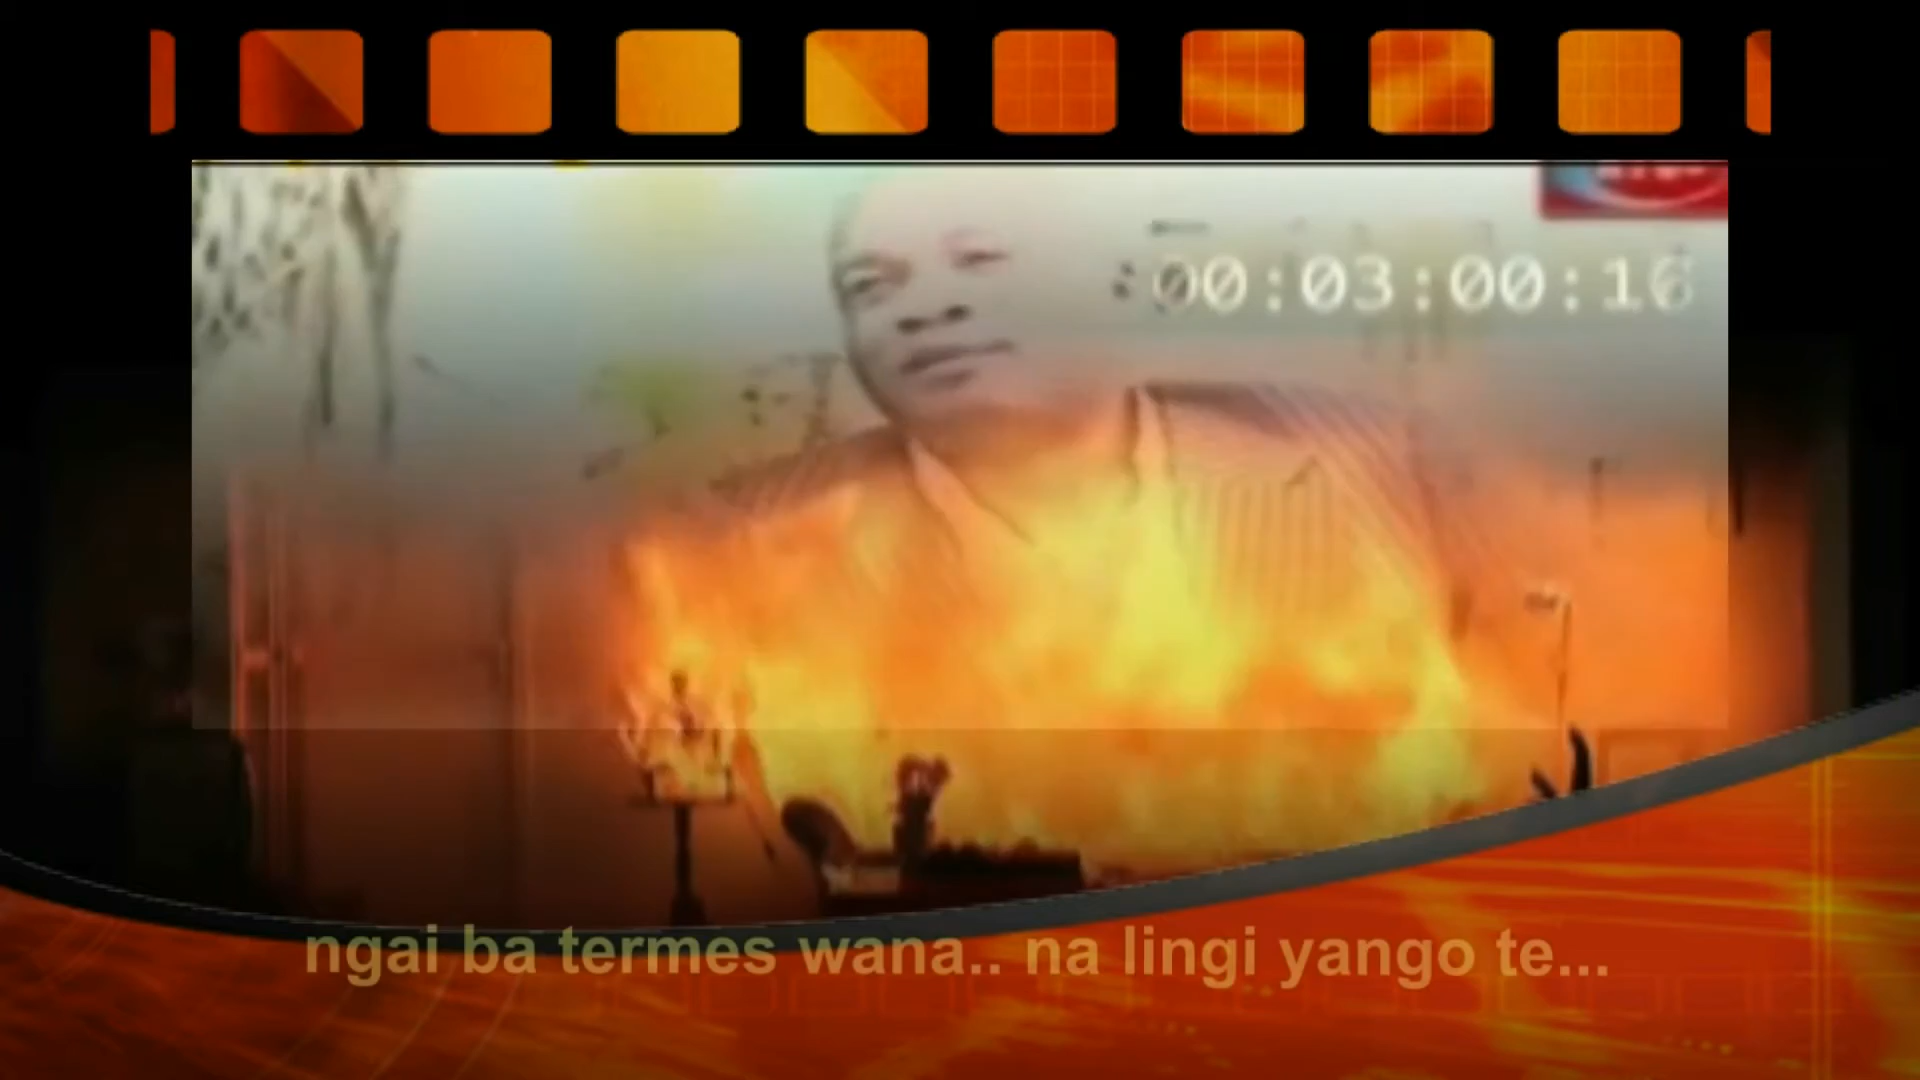 00:03:00:16
ngai ba termes wana.. na lingi yango te...